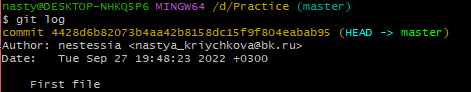 nasty@DESKTOP-NHKQ5P6 MINGW64 /d/Practice (master)
$ git log
commit 4428d6b82073b4aa42b8158dc15f9f804eabab95 (HEAD -> master)
Author: nestessia <nastya_kriychkova@bk.ru>
Date:   Tue Sep 27 19:48:23 2022 +0300
    First file